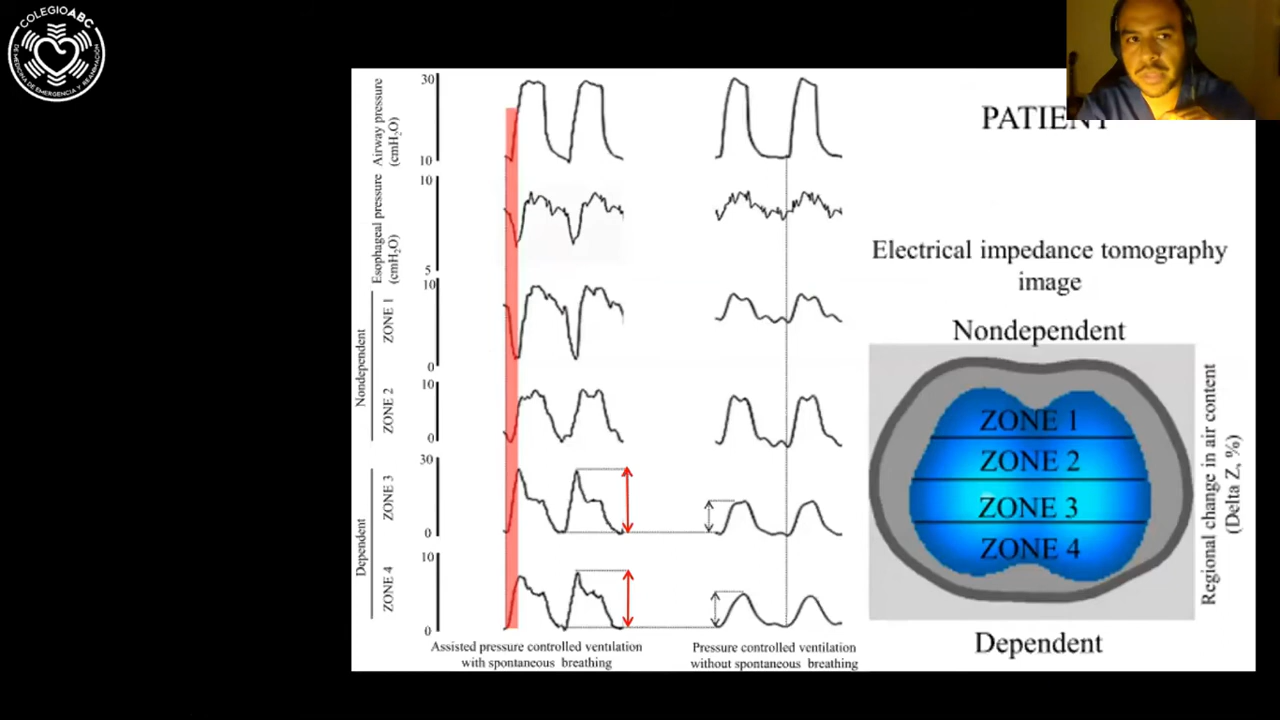 COLEGIO ABC
DE MEDICINA DE EMERGENCIA Y REANIMACIÓN
Airway pressure
(cmH2O)
30
10
Esophageal pressure
(cmH2O)
10
5
Nondependent
ZONE 1
10
0
ZONE 2
10
0
Dependent
ZONE 3
30
0
ZONE 4
10
0
Assisted pressure controlled ventilation
with spontaneous breathing
Pressure controlled ventilation
without spontaneous breathing
PATIENT
Electrical impedance tomography
image
Nondependent
ZONE 1
ZONE 2
ZONE 3
ZONE 4
Dependent
Regional change in air content
(Delta Z, %)